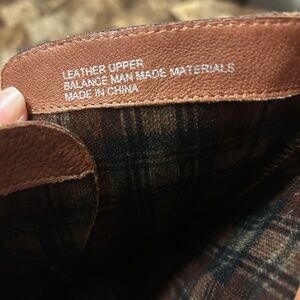 LEATHER UPPER
BALANCE MAN MADE MATERIALS
MADE IN CHINA